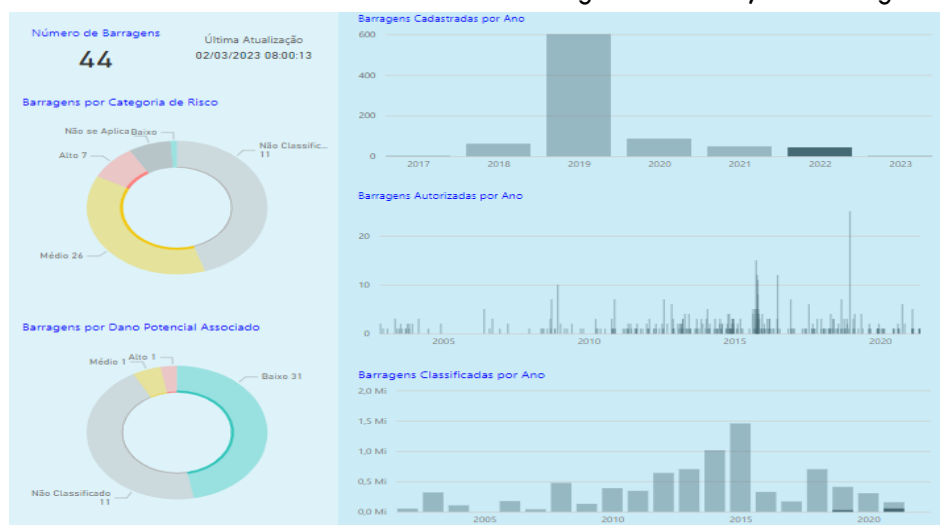 Número de Barragens
44
Última Atualização
02/03/2023 08:00:13
Barragens por Categoria de Risco
Não se Aplica
Baixo
Não Classific...
11
Alto 7
Médio 26
Barragens por Dano Potencial Associado
Médio 1
Alto 1
Baixo 31
Não Classificado
11
Barragens Cadastradas por Ano
600
400
200
0
2017 2018 2019 2020 2021 2022 2023
Barragens Autorizadas por Ano
20
10
0
2005 2010 2015 2020
Barragens Classificadas por Ano
2,0 Mi
1,5 Mi
1,0 Mi
0,5 Mi
0,0 Mi
2005 2010 2015 2020